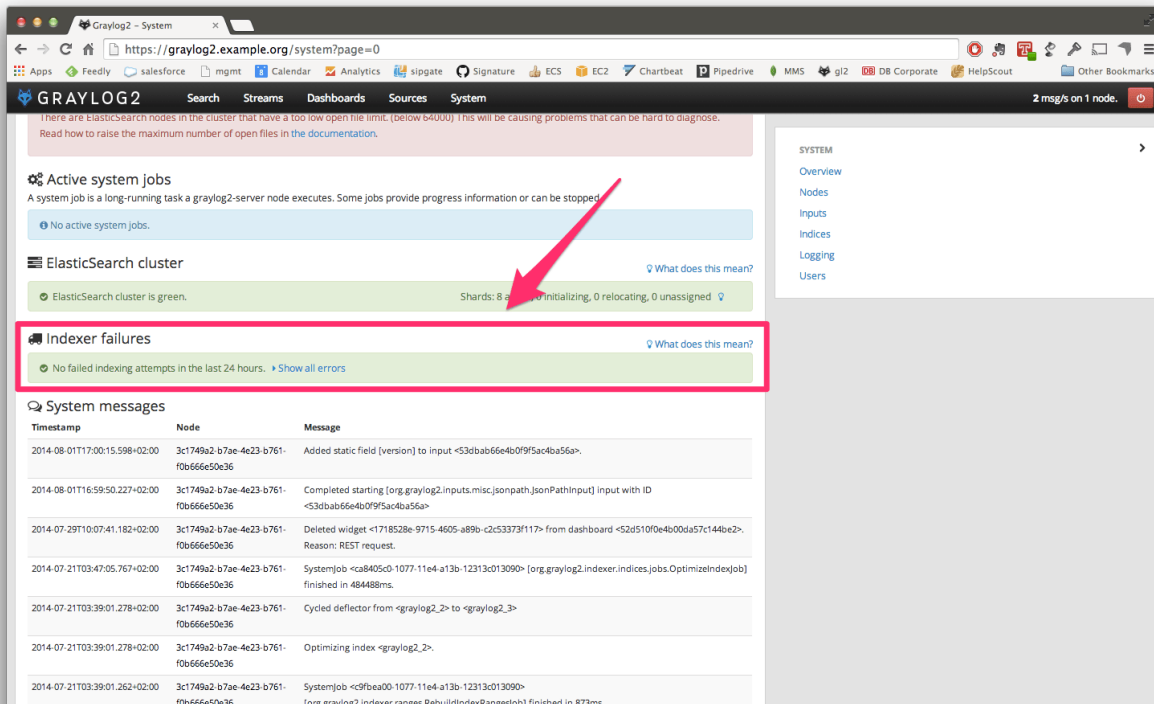 Graylog2 – System
https://graylog2.example.org/system?page=0
Apps Feedly salesforce mgmt 8 Calendar Analytics sipgate Signature ECS EC2 Chartbeat Pipedrive MMS gl2 DB DB Corporate HelpScout Other Bookmarks
GRAYLOG2 Search Streams Dashboards Sources System 2 msg/s on 1 node.
There are ElasticSearch nodes in the cluster that have a too low open file limit. (below 64000) This will be causing problems that can be hard to diagnose.
Read how to raise the maximum number of open files in the documentation.
SYSTEM
Overview
Nodes
Inputs
Indices
Logging
Users
Active system jobs
A system job is a long-running task a graylog2-server node executes. Some jobs provide progress information or can be stopped
No active system jobs.
ElasticSearch cluster
What does this mean?
ElasticSearch cluster is green. Shards: 8 initializing, 0 relocating, 0 unassigned
Indexer failures
What does this mean?
No failed indexing attempts in the last 24 hours. Show all errors
System messages
Timestamp Node Message
2014-08-01T17:00:15.598+02:00 3c1749a2-b7ae-4e23-b761- Added static field [version] to input <53dbab66e4b0f9f5ac4ba56a>.
f0b666e50e36
2014-08-01T16:59:50.227+02:00 3c1749a2-b7ae-4e23-b761- Completed starting [org.graylog2.inputs.misc.jsonpath.JsonPathInput] input with ID
f0b666e50e36 <53dbab66e4b0f9f5ac4ba56a>
2014-07-29T10:07:41.182+02:00 3c1749a2-b7ae-4e23-b761- Deleted widget <1718528e-9715-4605-a89b-c2c53373f117> from dashboard <52d510f0e4b00da57c144be2>.
f0b666e50e36 Reason: REST request.
2014-07-21T03:47:05.767+02:00 3c1749a2-b7ae-4e23-b761- SystemJob <ca8405c0-1077-11e4-a13b-12313c013090> [org.graylog2.indexer.indices.jobs.OptimizeIndexJob]
f0b666e50e36 finished in 484488ms.
2014-07-21T03:39:01.278+02:00 3c1749a2-b7ae-4e23-b761- Cycled deflector from <graylog2_2> to <graylog2_3>
f0b666e50e36
2014-07-21T03:39:01.278+02:00 3c1749a2-b7ae-4e23-b761- Optimizing index <graylog2_2>.
f0b666e50e36
2014-07-21T03:39:01.262+02:00 3c1749a2-b7ae-4e23-b761- SystemJob <c9fbea00-1077-11e4-a13b-12313c013090>
f0b666e50e36 [org.graylog2.indexer.ranges.RebuildIndexRangesJob] finished in 873ms.